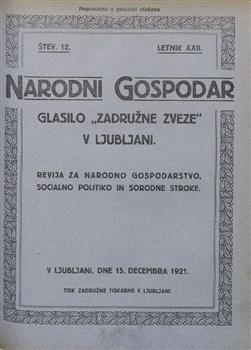 Poštnina v gotovini plačana.
ŠTEV. 12. LETNIK XXII.
NARODNI GOSPODAR
GLASILO „ZADRUŽNE ZVEZE“
V LJUBLJANI.
REVIJA ZA NARODNO GOSPODARSTVO,
SOCIALNO POLITIKO IN SORODNE STROKE.
V LJUBLJANI, DNE 15. DECEMBRA 1921.
TISK ZADRUŽNE TISKARNE V LJUBLJANI.